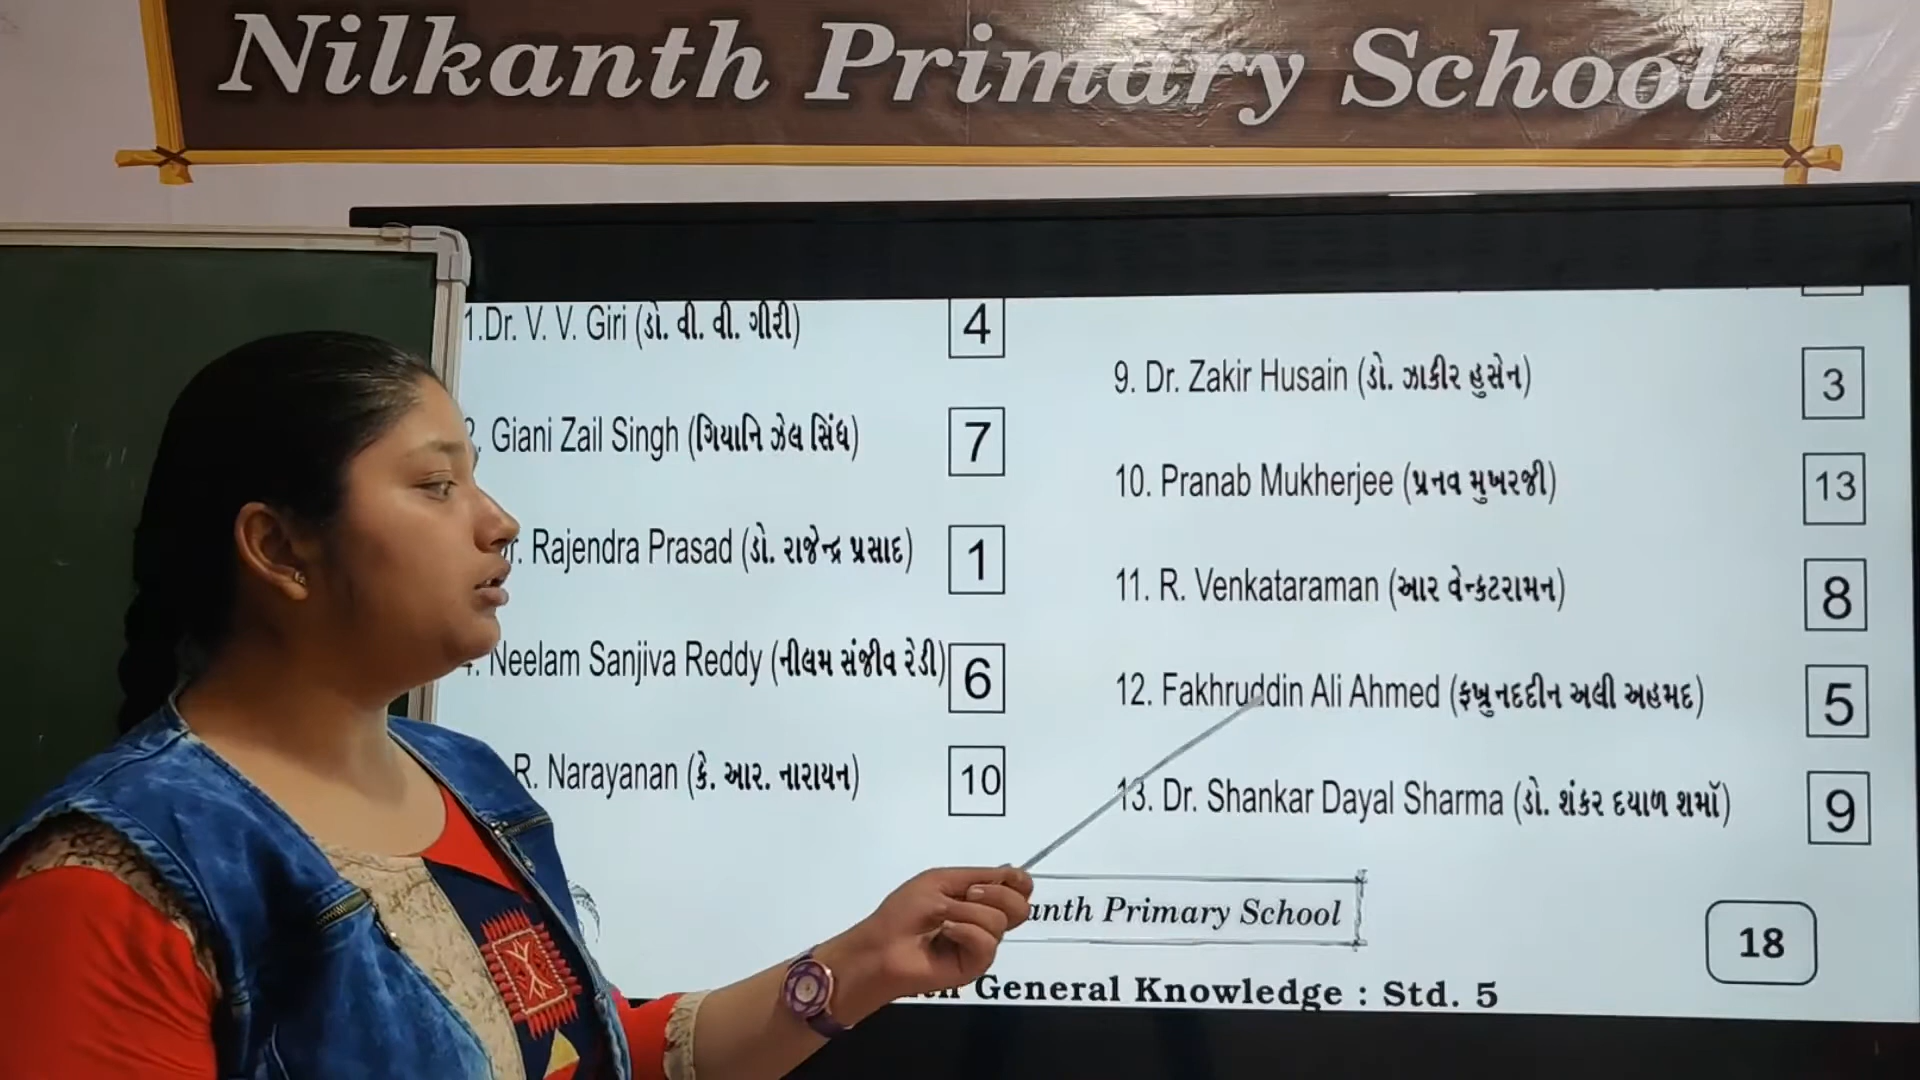 Nilkanth Primary School
1.Dr. V. V. Giri (ડો. વી. વી. ગીરી) 4
Giani Zail Singh (ગિયાનિ ઝેલ સિંઘ) 7
Rajendra Prasad (ડો. રાજેન્દ્ર પ્રસાદ) 1
Neelam Sanjiva Reddy (નીલમ સંજીવ રેડી) 6
R. Narayanan (કે. આર. નારાયન) 10
9. Dr. Zakir Husain (ડો. ઝાકીર હુસેન) 3
10. Pranab Mukherjee (પ્રનવ મુખરજી) 13
11. R. Venkataraman (આર વેન્કટરામન) 8
12. Fakhruddin Ali Ahmed (ફખ્રુનદદીન અલી અહમદ) 5
13. Dr. Shankar Dayal Sharma (ડો. શંકર દયાળ શર્મા) 9
Primary School
18
General Knowledge : Std. 5